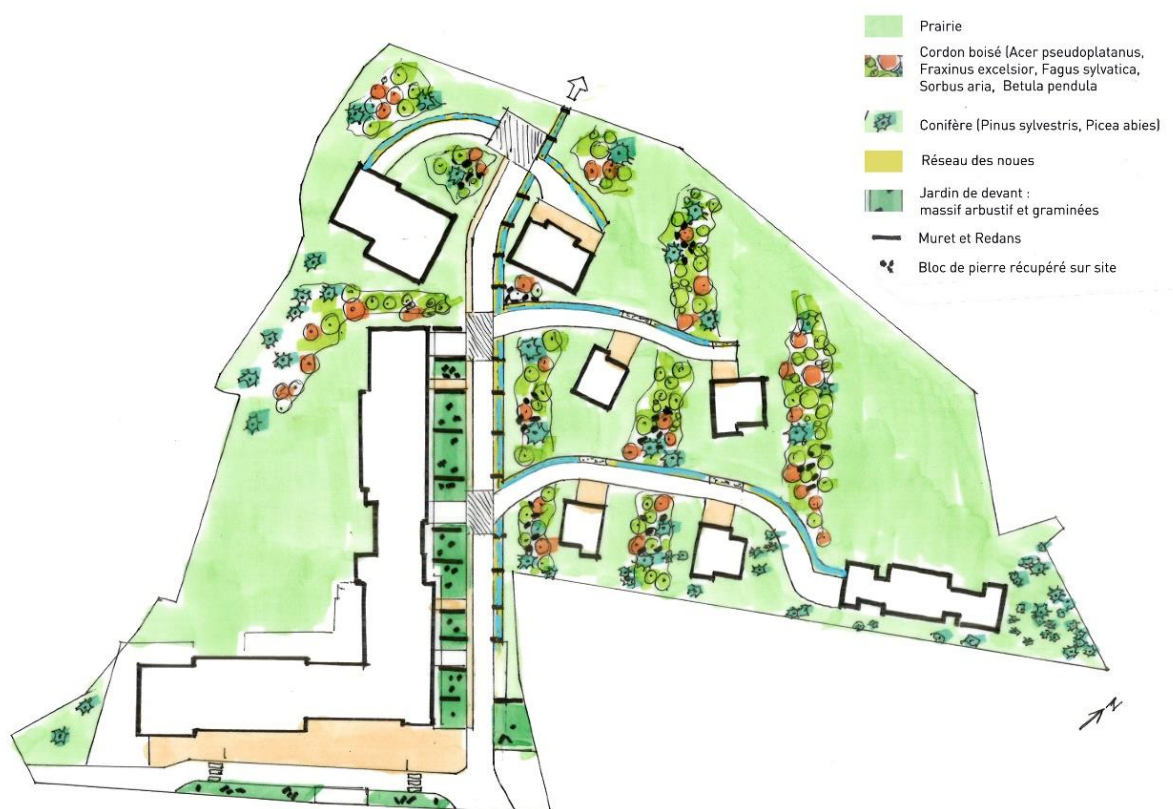 Prairie
Cordon boisé (Acer pseudoplatanus,
Fraxinus excelsior, Fagus sylvatica,
Sorbus aria, Betula pendula
Conifère (Pinus sylvestris, Picea abies)
Réseau des noues
Jardin de devant :
massif arbustif et graminées
Muret et Redans
Bloc de pierre récupéré sur site
N